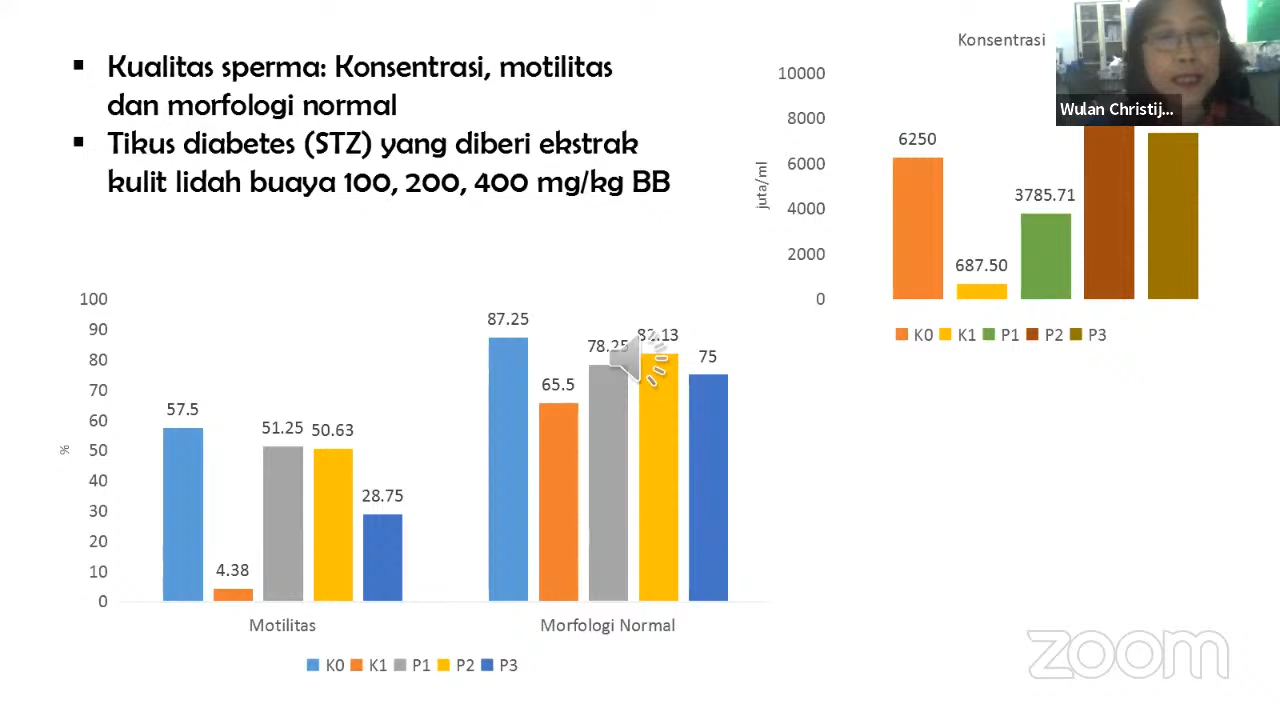 ▪ Kualitas sperma: Konsentrasi, motilitas
dan morfologi normal
▪ Tikus diabetes (STZ) yang diberi ekstrak
kulit lidah buaya 100, 200, 400 mg/kg BB
Konsentrasi
Wulan Christij...
juta/ml
10000
8000
6000
4000
2000
0
6250
687.50
3785.71
K0 K1 P1 P2 P3
%
100
90
80
70
60
50
40
30
20
10
0
57.5
4.38
51.25
50.63
28.75
87.25
65.5
78.25
82.13
75
Motilitas
Morfologi Normal
K0 K1 P1 P2 P3
zoom